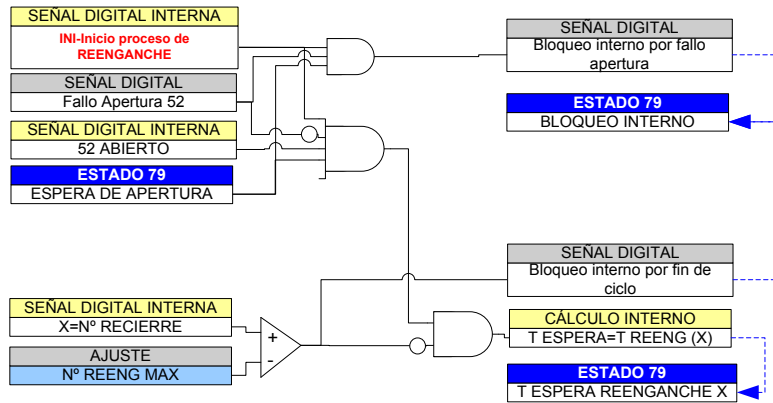 SEÑAL DIGITAL INTERNA
INI-Inicio proceso de
REENGANCHE
SEÑAL DIGITAL
Fallo Apertura 52
SEÑAL DIGITAL INTERNA
52 ABIERTO
ESTADO 79
ESPERA DE APERTURA
SEÑAL DIGITAL
Bloqueo interno por fallo
apertura
ESTADO 79
BLOQUEO INTERNO
SEÑAL DIGITAL
Bloqueo interno por fin de
ciclo
SEÑAL DIGITAL INTERNA
X=Nº RECIERRE
AJUSTE
Nº REENG MAX
+
-
CÁLCULO INTERNO
T ESPERA=T REENG (X)
ESTADO 79
T ESPERA REENGANCHE X